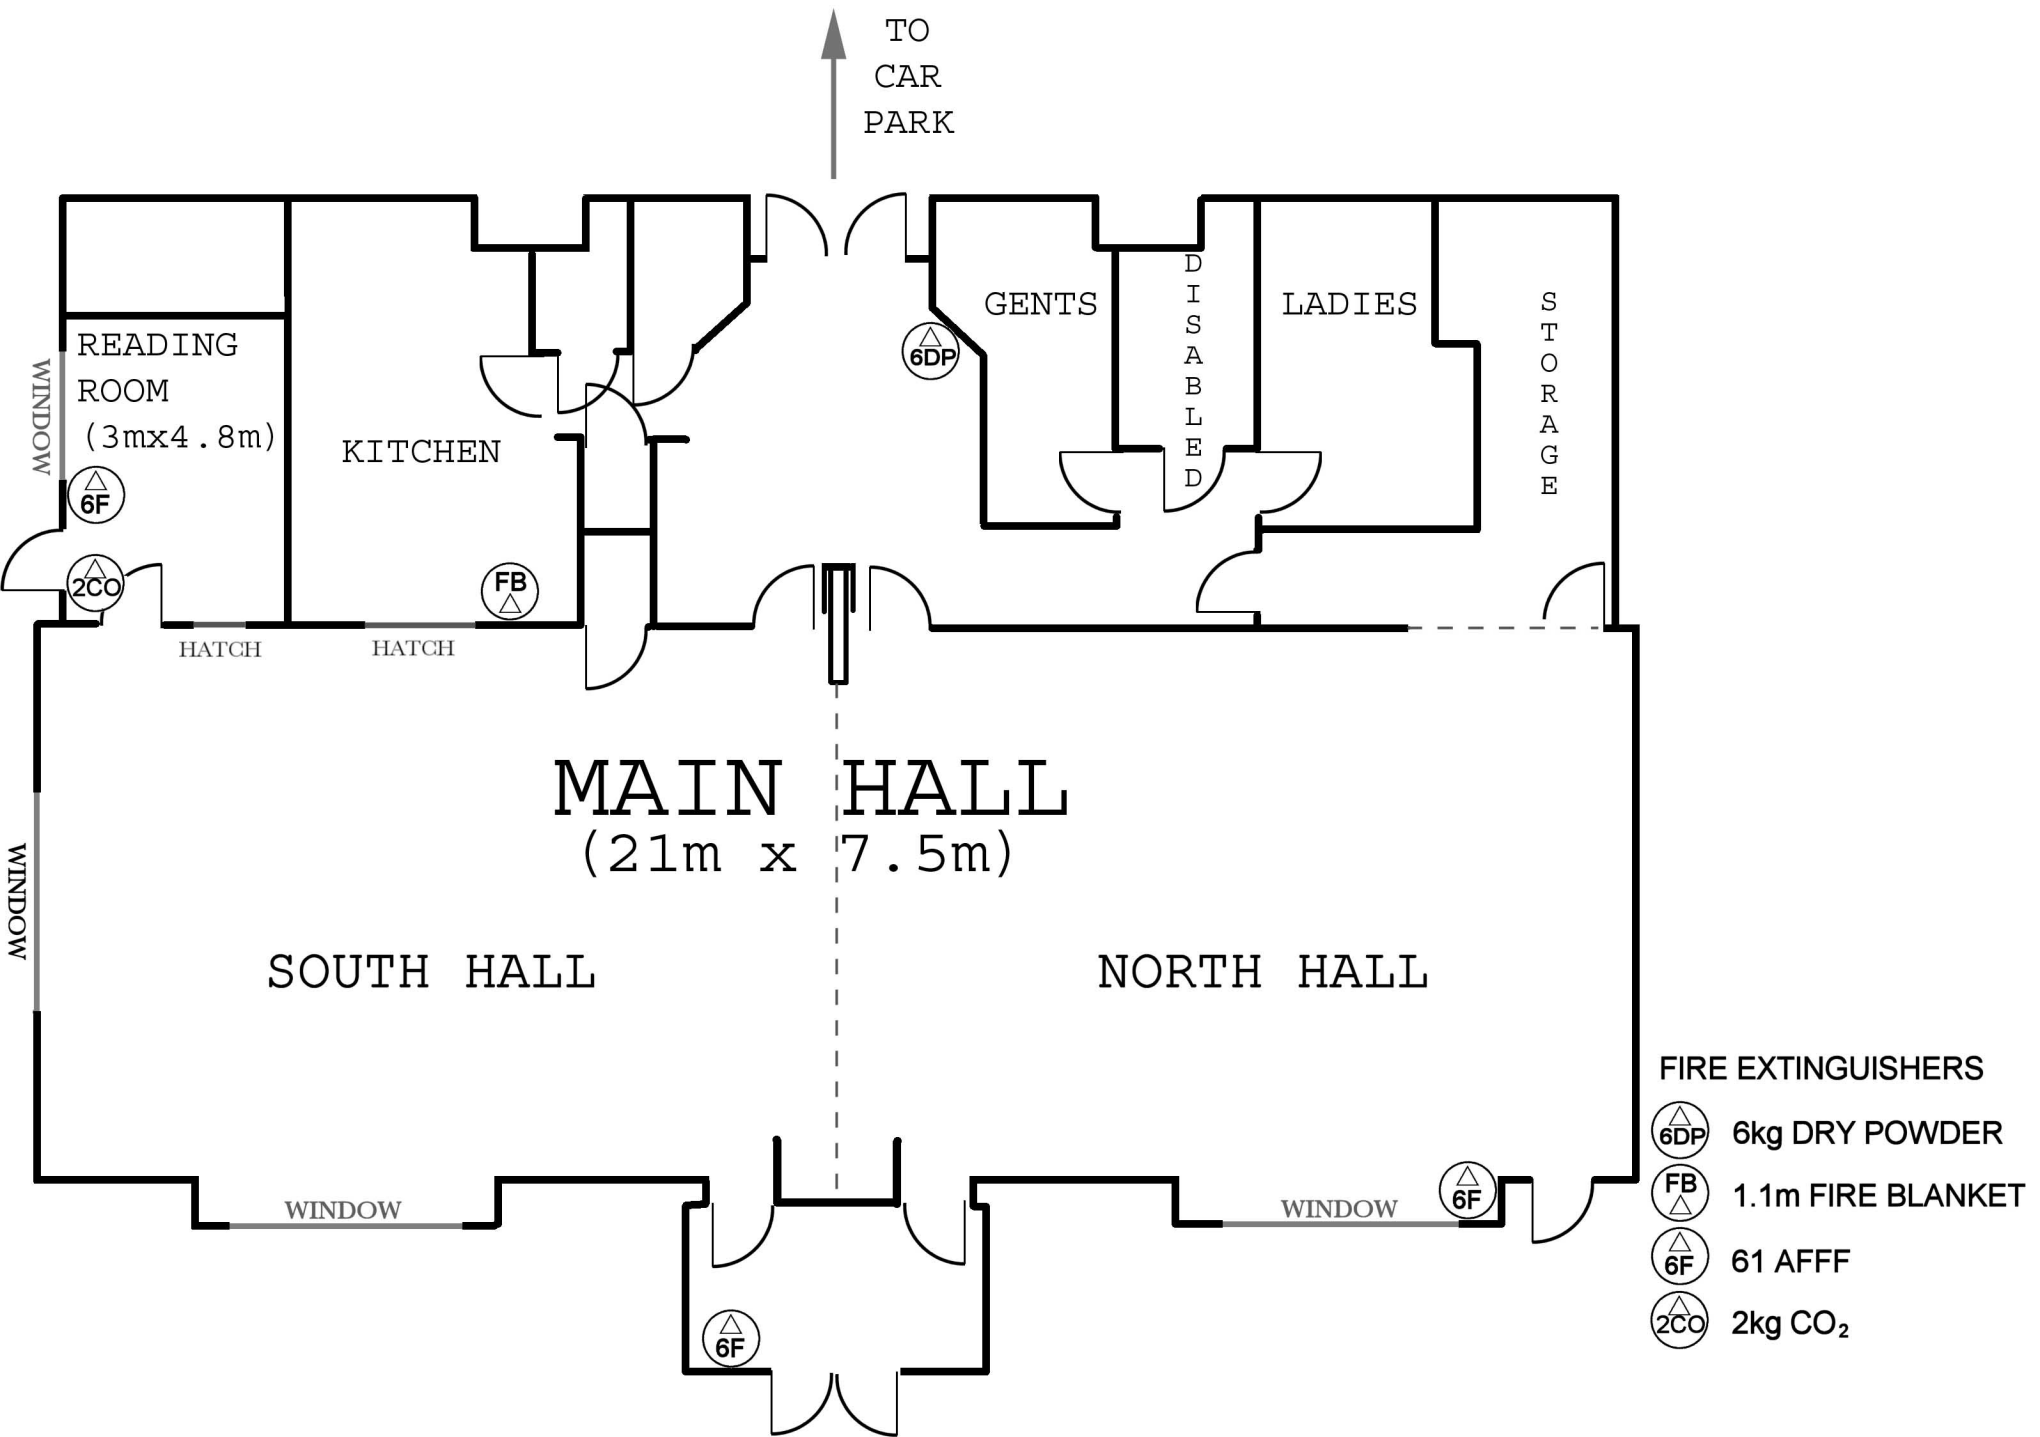 TO
CAR
PARK
READING
ROOM
(3mx4.8m)
WINDOW
6F
2CO
KITCHEN
FB
HATCH
HATCH
6DP
GENTS
DISABLED
LADIES
STORAGE
MAIN HALL
(21m x 7.5m)
WINDOW
SOUTH HALL
NORTH HALL
WINDOW
WINDOW
6F
6F
FIRE EXTINGUISHERS
6DP 6kg DRY POWDER
FB 1.1m FIRE BLANKET
6F 61 AFFF
2CO 2kg CO₂